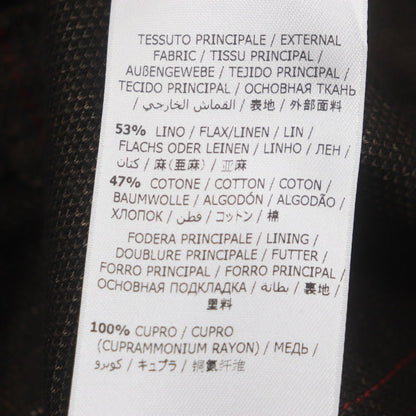 TESSUTO PRINCIPALE / EXTERNAL
FABRIC / TISSU PRINCIPAL /
AUßENGEWEBE / TEJIDO PRINCIPAL /
TECIDO PRINCIPAL / ОСНОВНАЯ ТКАНЬ
/ القماش الخارجي / 表地 / 外部面料
53% LINO / FLAX/LINEN / LIN /
FLACHS ODER LEINEN / LINHO / ЛЕН /
كتان / 麻(亜麻) / 亚麻
47% COTONE / COTTON / COTON /
BAUMWOLLE / ALGODÓN / ALGODÃO /
ХЛОПОК / قطن / コットン / 棉
FODERA PRINCIPALE / LINING /
DOUBLURE PRINCIPALE / FUTTER /
FORRO PRINCIPAL / FORRO PRINCIPAL /
ОСНОВНАЯ ПОДКЛАДКА / بطانة / 裏地 /
里料
100% CUPRO / CUPRO
(CUPRAMMONIUM RAYON) / МЕДЬ /
كوبرو / キュプラ / 铜氨纤维